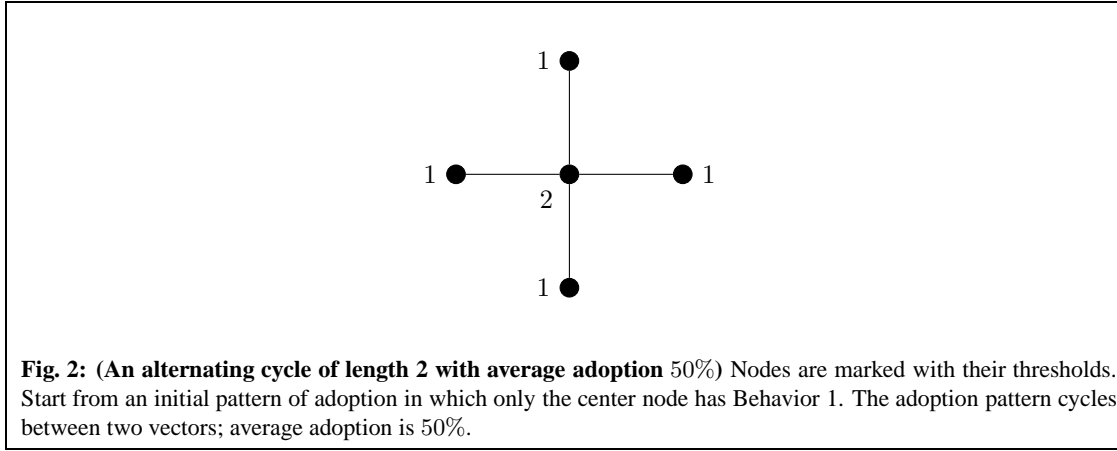 1
1 1
2
1
Fig. 2: (An alternating cycle of length 2 with average adoption 50%) Nodes are marked with their thresholds.
Start from an initial pattern of adoption in which only the center node has Behavior 1. The adoption pattern cycles
between two vectors; average adoption is 50%.